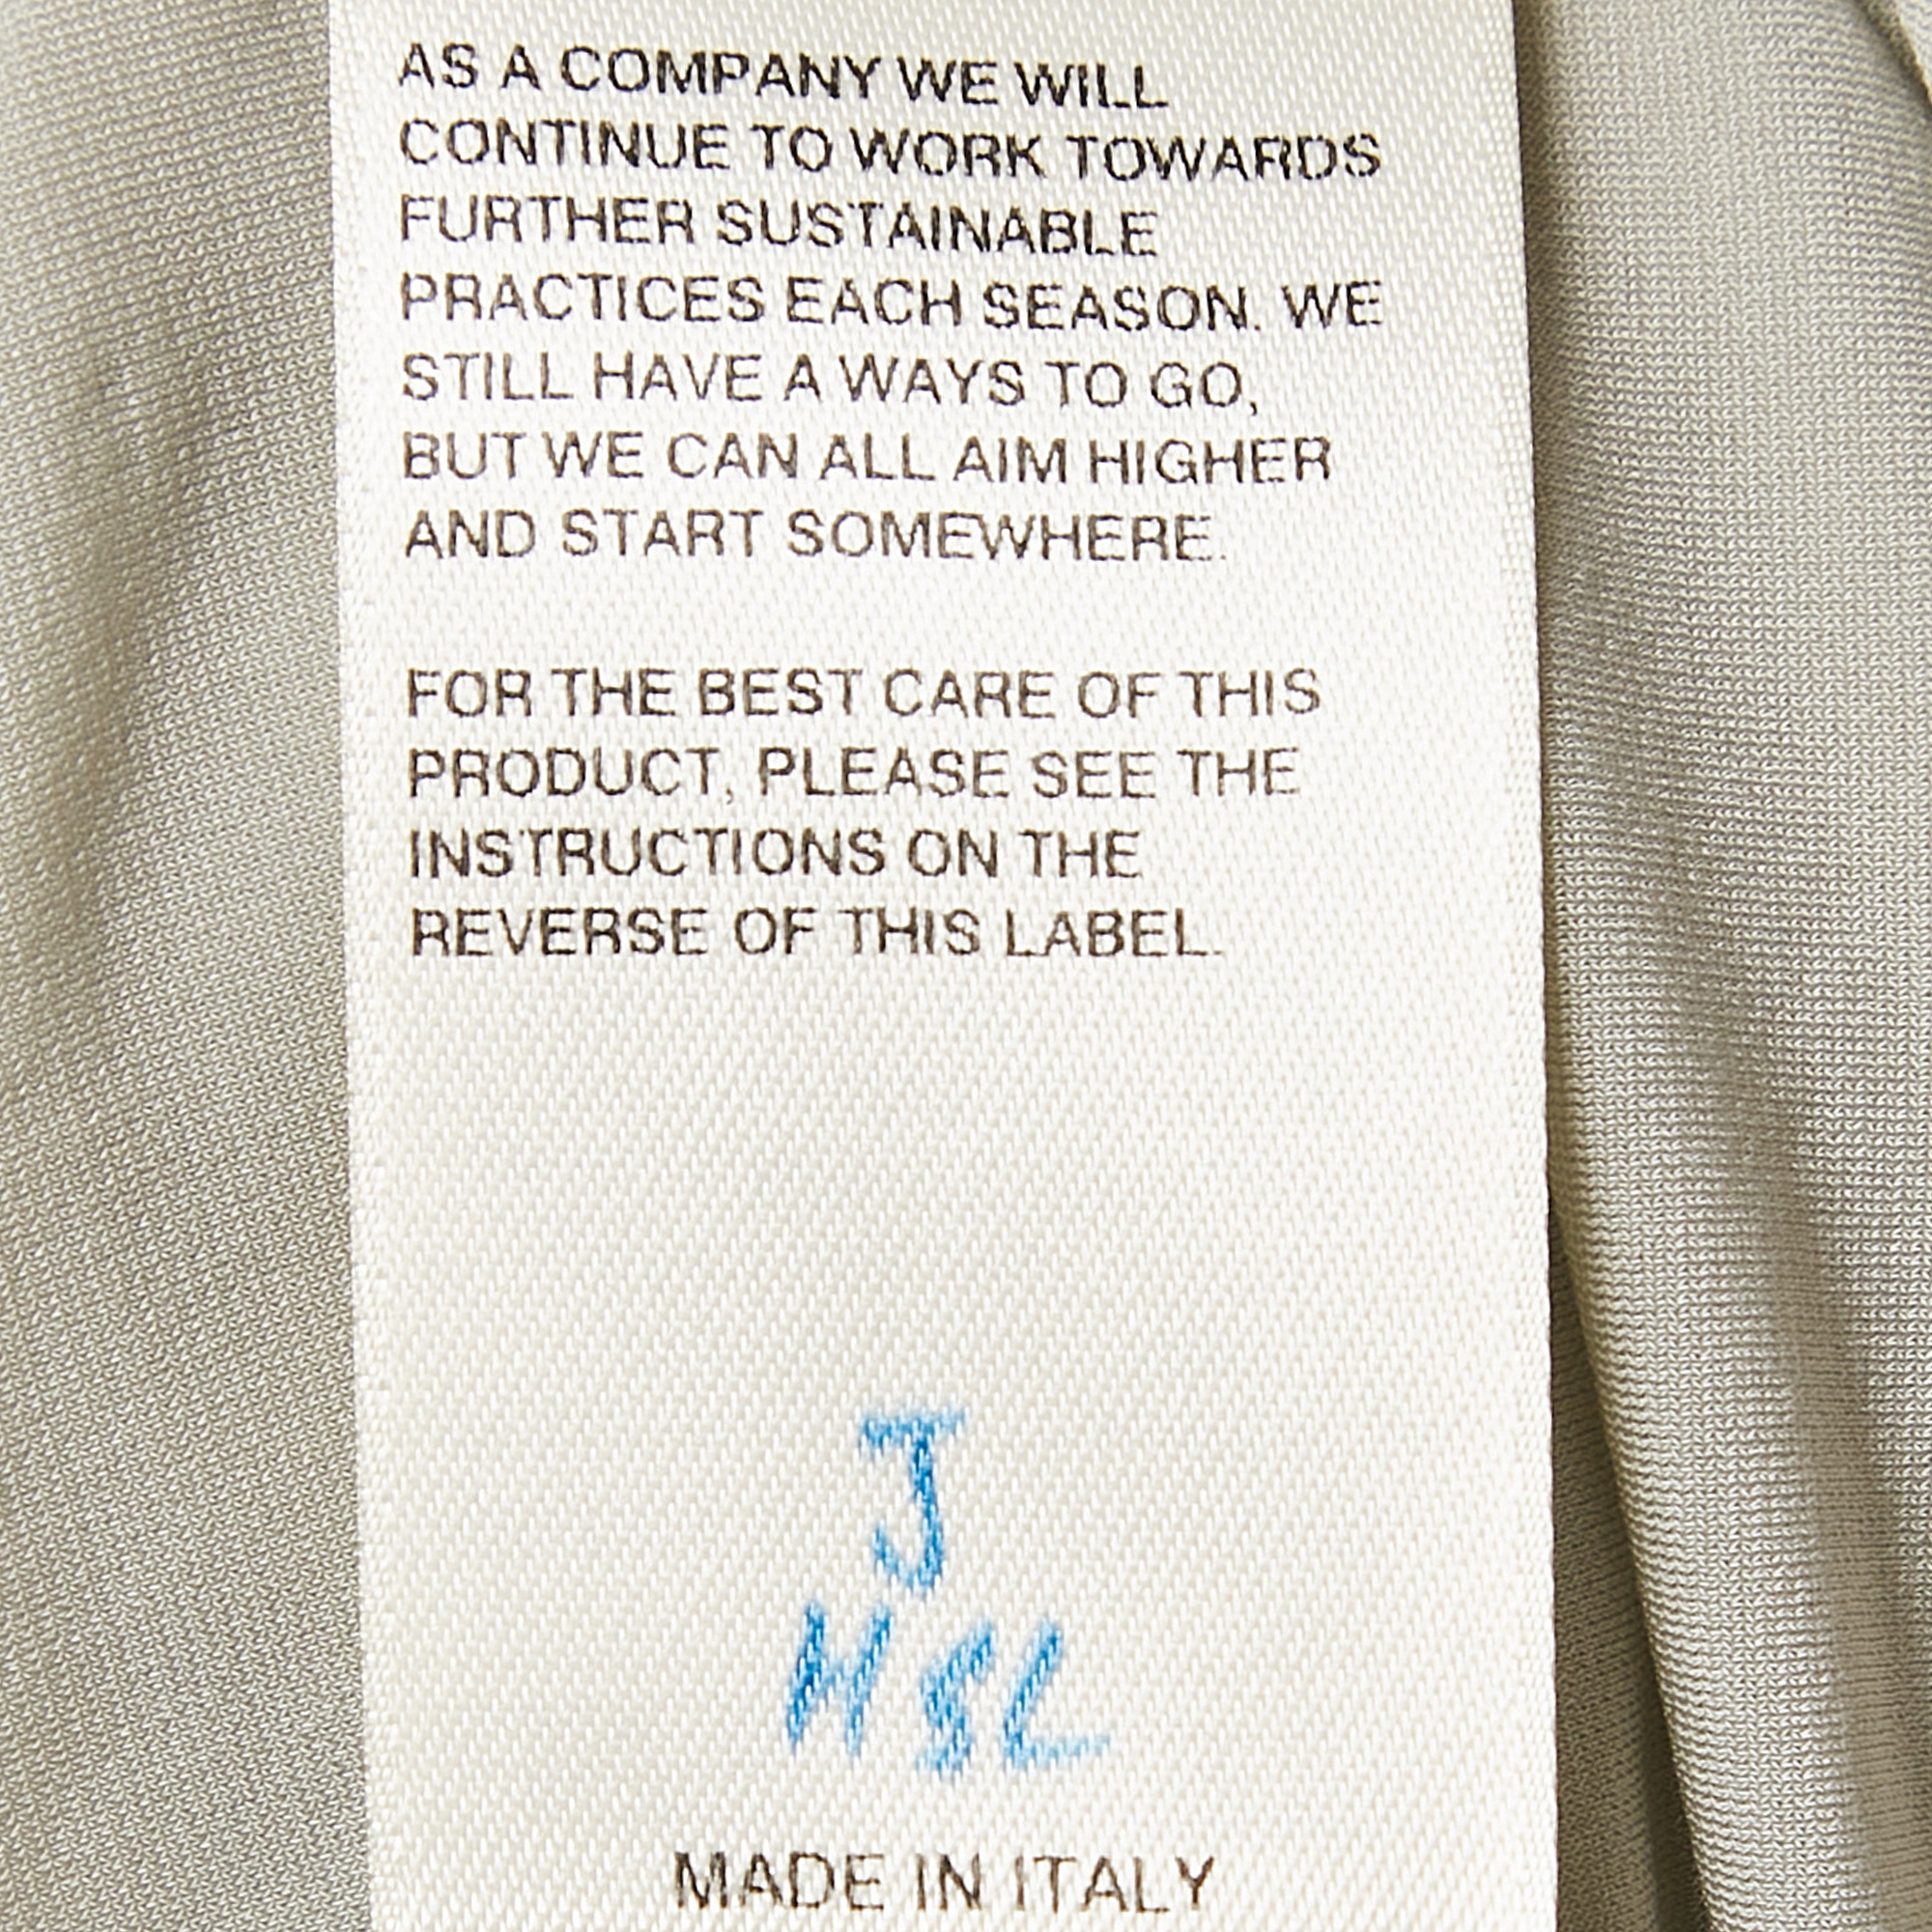 AS A COMPANY WE WILL
CONTINUE TO WORK TOWARDS
FURTHER SUSTAINABLE
PRACTICES EACH SEASON. WE
STILL HAVE A WAYS TO GO,
BUT WE CAN ALL AIM HIGHER
AND START SOMEWHERE.
FOR THE BEST CARE OF THIS
PRODUCT, PLEASE SEE THE
INSTRUCTIONS ON THE
REVERSE OF THIS LABEL.
J
MADE IN ITALY